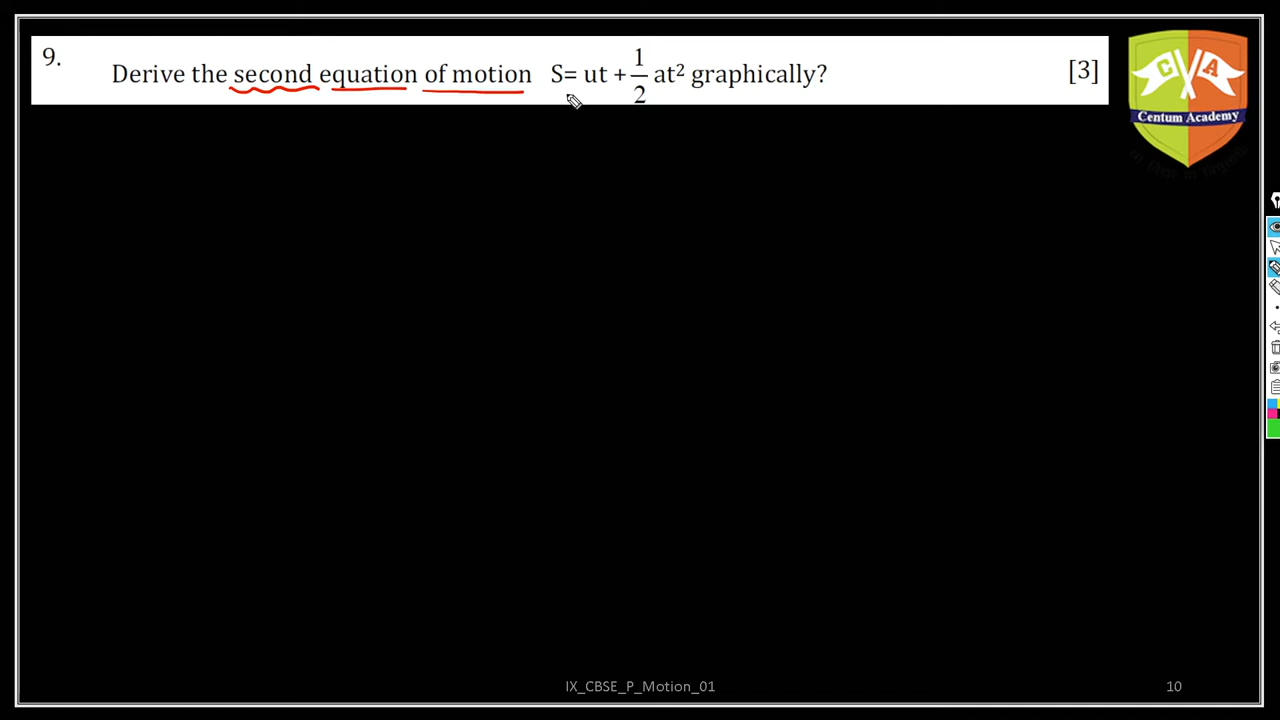 9.
Derive the second equation of motion S= ut + 1/2 at² graphically? [3]
C A
Centum Academy
IX_CBSE_P_Motion_01
10